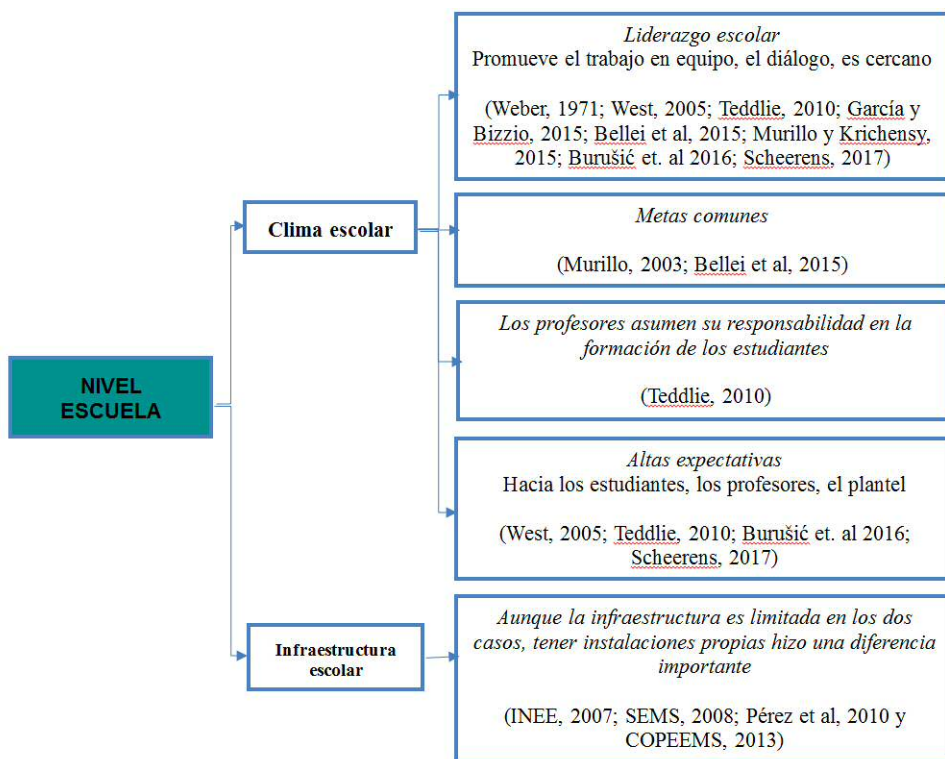 NIVEL
ESCUELA
Clima escolar
Liderazgo escolar
Promueve el trabajo en equipo, el diálogo, es cercano
(Weber, 1971; West, 2005; Teddlie, 2010; García y
Bizzio, 2015; Bellei et al, 2015; Murillo y Krichensy,
2015; Burušić et. al 2016; Scheerens, 2017)
Metas comunes
(Murillo, 2003; Bellei et al, 2015)
Los profesores asumen su responsabilidad en la
formación de los estudiantes
(Teddlie, 2010)
Altas expectativas
Hacia los estudiantes, los profesores, el plantel
(West, 2005; Teddlie, 2010; Burušić et. al 2016;
Scheerens, 2017)
Infraestructura
escolar
Aunque la infraestructura es limitada en los dos
casos, tener instalaciones propias hizo una diferencia
importante
(INEE, 2007; SEMS, 2008; Pérez et al, 2010 y
COPEEMS, 2013)